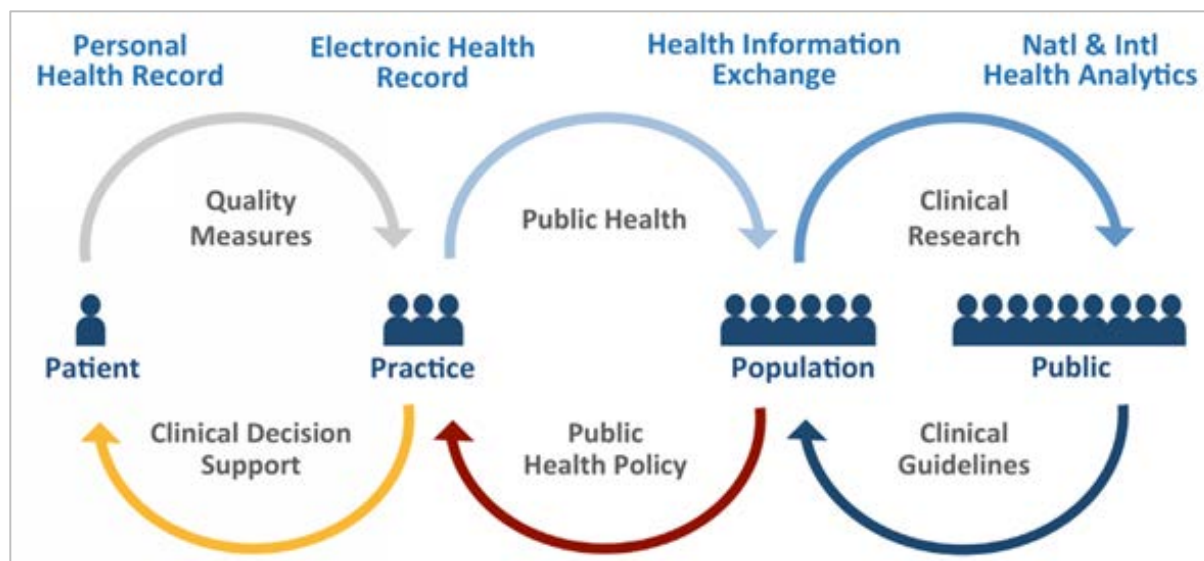 Personal
Health Record
Electronic Health
Record
Health Information
Exchange
Natl & Intl
Health Analytics
Quality
Measures
Public Health
Clinical
Research
Patient
Practice
Population
Public
Clinical Decision
Support
Public
Health Policy
Clinical
Guidelines